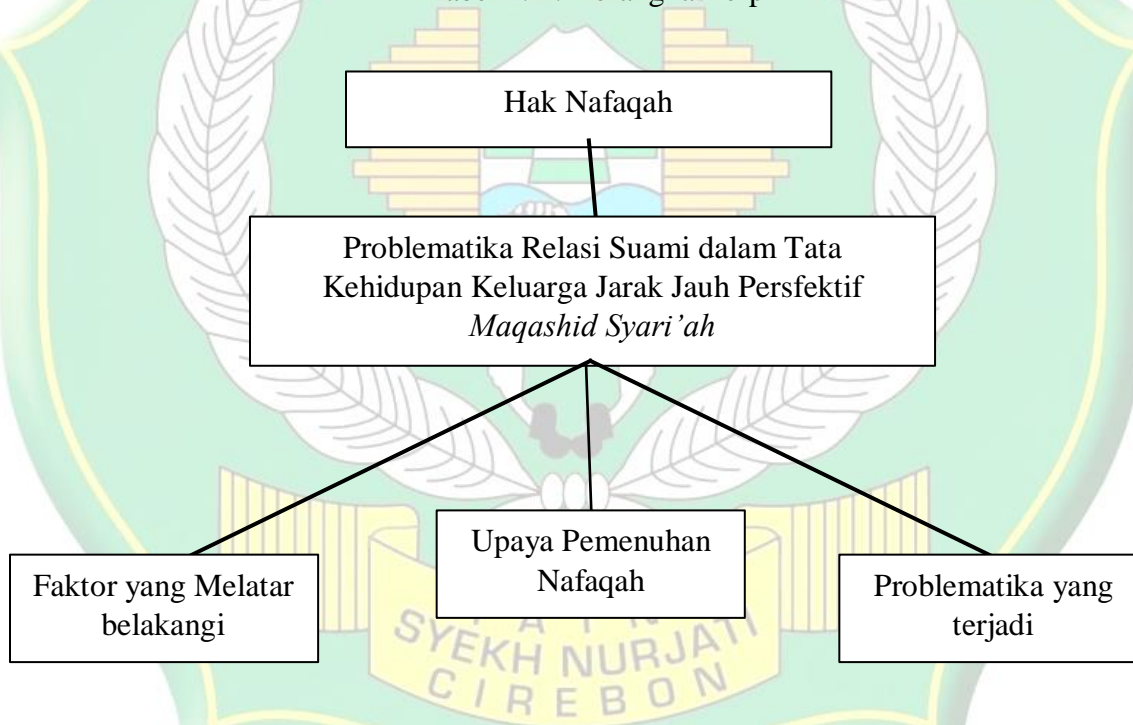 Hak Nafaqah
Problematika Relasi Suami dalam Tata
Kehidupan Keluarga Jarak Jauh Persfektif
Maqashid Syari’ah
Faktor yang Melatar
belakangi
Upaya Pemenuhan
Nafaqah
Problematika yang
terjadi
SYEKH NURJATI
CIREBON